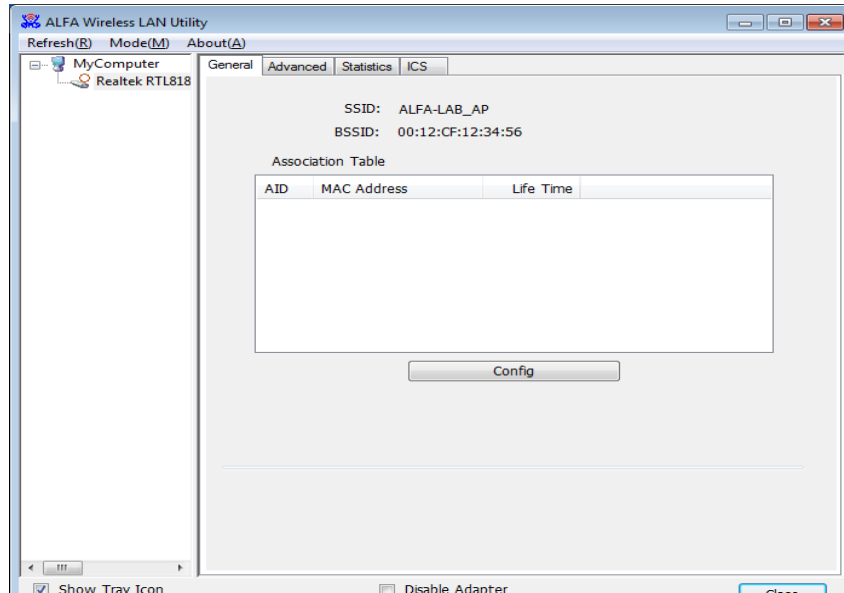 ALFA Wireless LAN Utility
Refresh(R) Mode(M) About(A)
MyComputer
Realtek RTL818
General Advanced Statistics ICS
SSID: ALFA-LAB_AP
BSSID: 00:12:CF:12:34:56
Association Table
AID MAC Address Life Time
Config
Show Tray Icon Disable Adapter Close